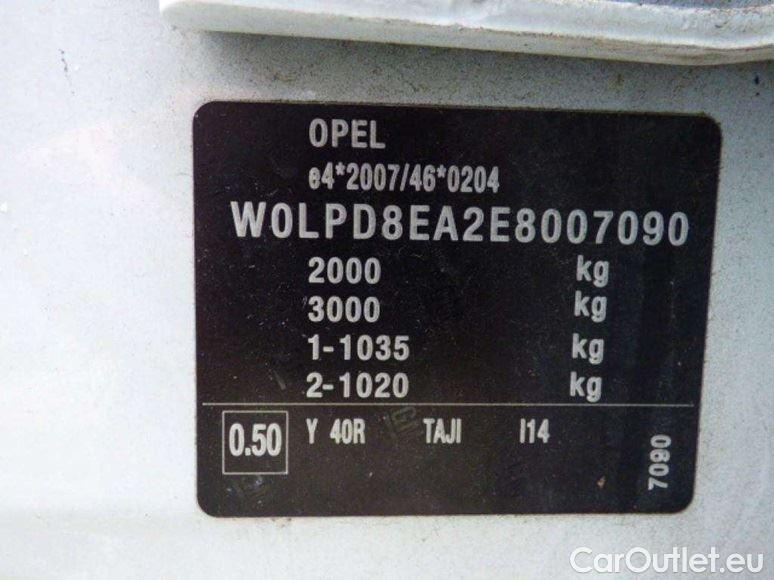 OPEL
e4*2007/46*0204
W0LPD8EA2E8007090
2000 kg
3000 kg
1-1035 kg
2-1020 kg
0.50 Y 40R TAJI I14
7090
CarOutlet.eu